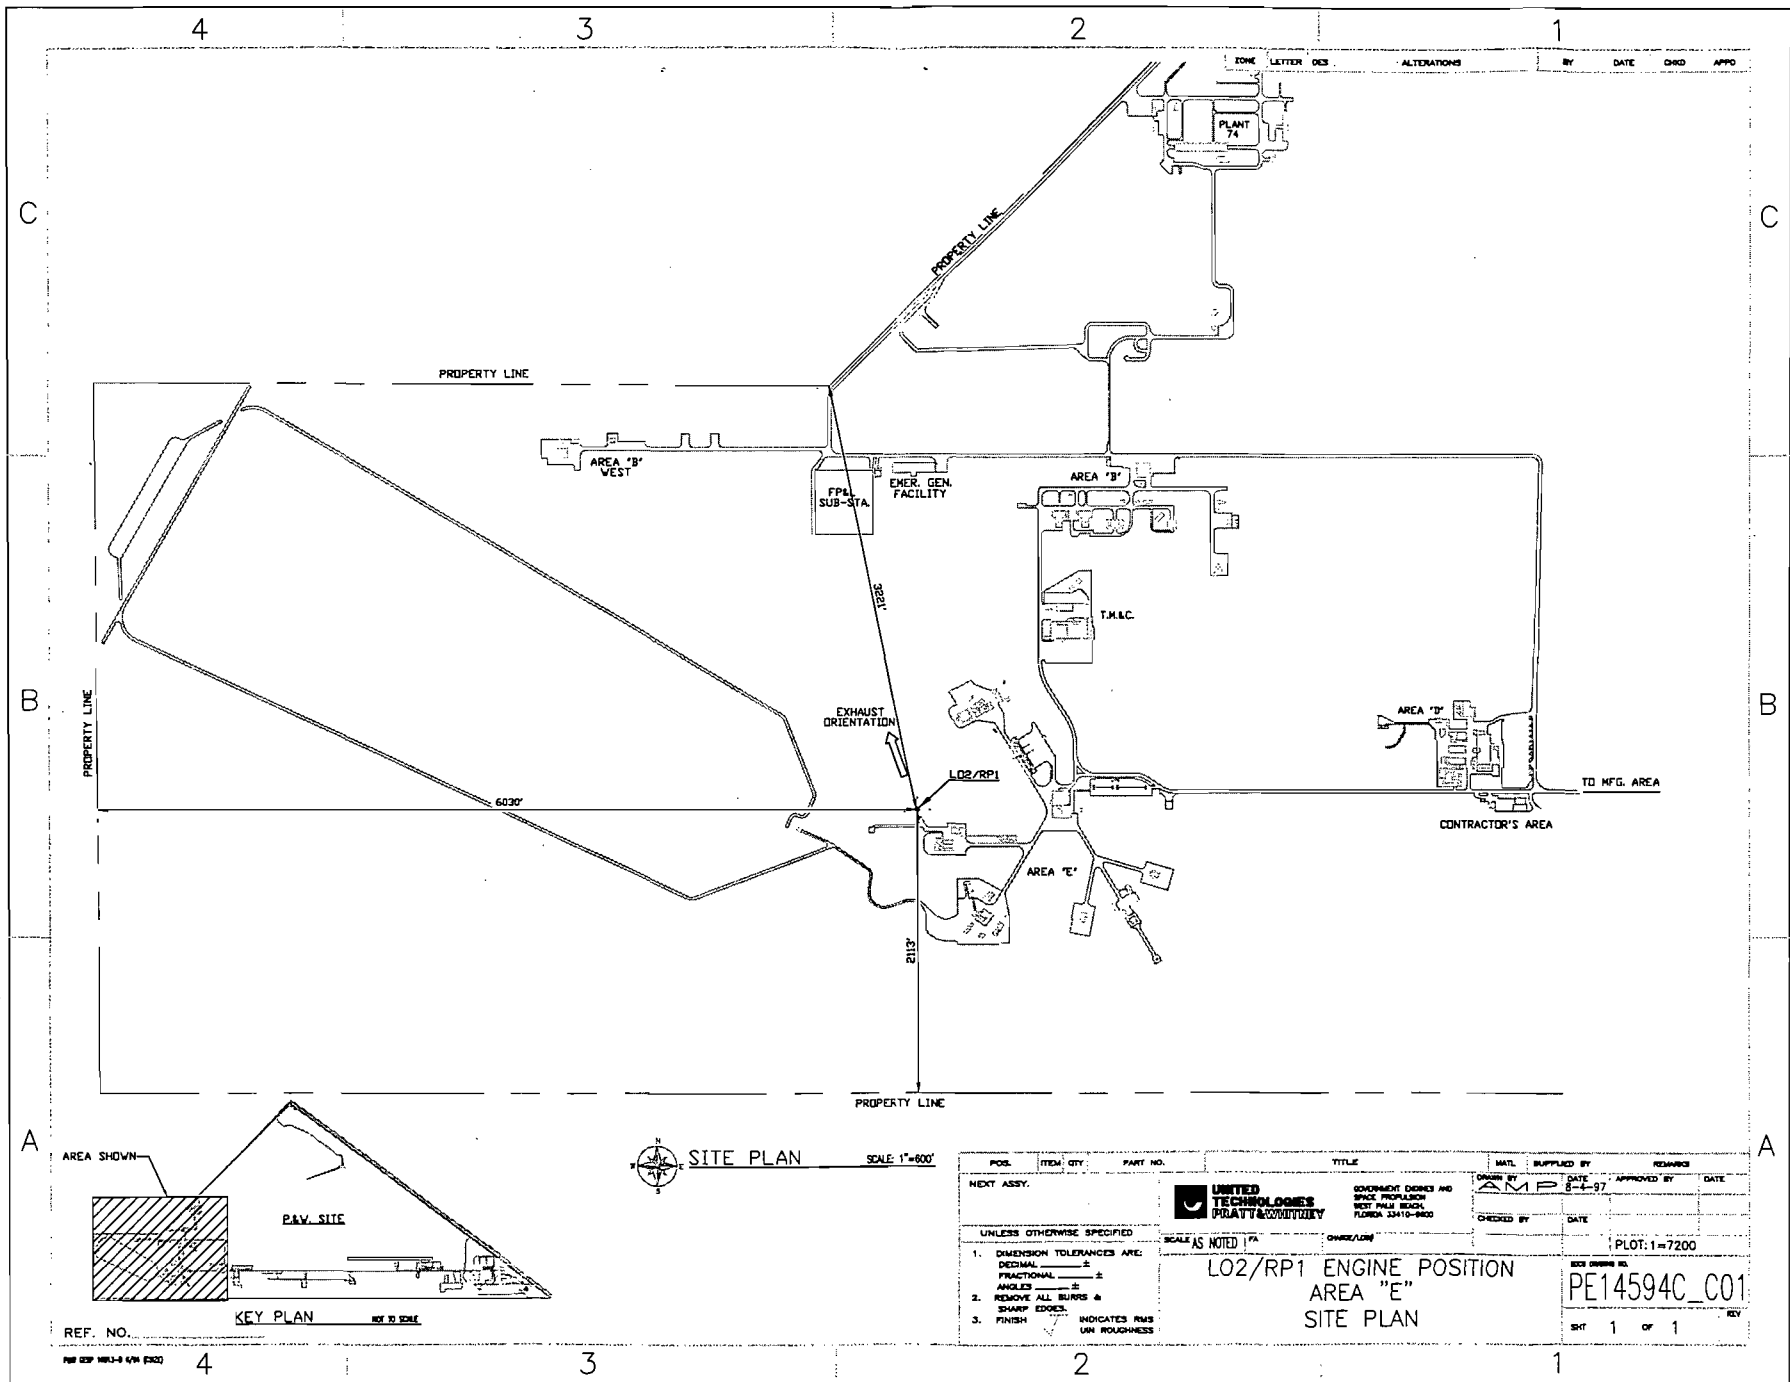 4 3 2 1
ZONE LETTER DES ALTERATIONS BY DATE CHKD APPD
PLANT
74
C C
PROPERTY LINE
PROPERTY LINE
AREA "B"
WEST
FP&L
SUB-STA.
EMER. GEN.
FACILITY
AREA "B"
3221'
T.M.&C.
B B
PROPERTY LINE
EXHAUST
ORIENTATION
AREA "D"
LO2/RP1
TO MFG. AREA
6030'
CONTRACTOR'S AREA
AREA "E"
2113'
PROPERTY LINE
A A
AREA SHOWN
N
W E
S
SITE PLAN SCALE: 1"=600'
P.&W. SITE
KEY PLAN NOT TO SCALE
REF. NO.
POS. ITEM QTY PART NO. TITLE MATL SUPPLIED BY REMARKS
NEXT ASSY.
UNITED
TECHNOLOGIES
PRATT&WHITNEY
GOVERNMENT ENGINES AND
SPACE PROPULSION
WEST PALM BEACH,
FLORIDA 33410-9600
DRAWN BY DATE APPROVED BY DATE
AMP 8-4-97
CHECKED BY DATE
UNLESS OTHERWISE SPECIFIED
1. DIMENSION TOLERANCES ARE:
DECIMAL ±
FRACTIONAL ±
ANGLES ±
2. REMOVE ALL BURRS &
SHARP EDGES.
3. FINISH INDICATES RMS
UIN ROUGHNESS
SCALE AS NOTED
PLOT: 1=7200
LO2/RP1 ENGINE POSITION
AREA "E"
SITE PLAN
PE14594C_C01
SHT 1 OF 1 REV
4 3 2 1